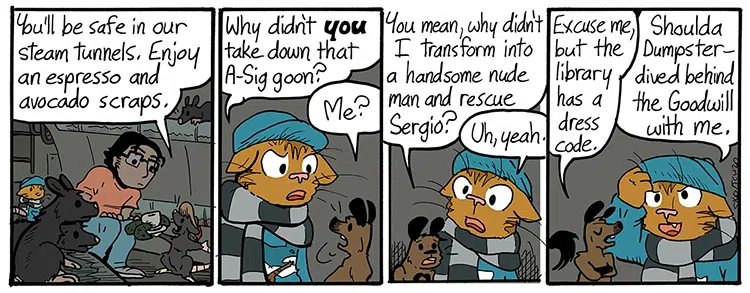 You'll be safe in our
steam tunnels. Enjoy
an espresso and
avocado scraps.
Why didn't you
take down that
A-Sig goon?
Me?
You mean, why didn't
I transform into
a handsome nude
man and rescue
Sergio?
Uh, yeah.
Excuse me,
but the
library
has a
dress
code.
Shoulda
Dumpster-
dived behind
the Goodwill
with me.